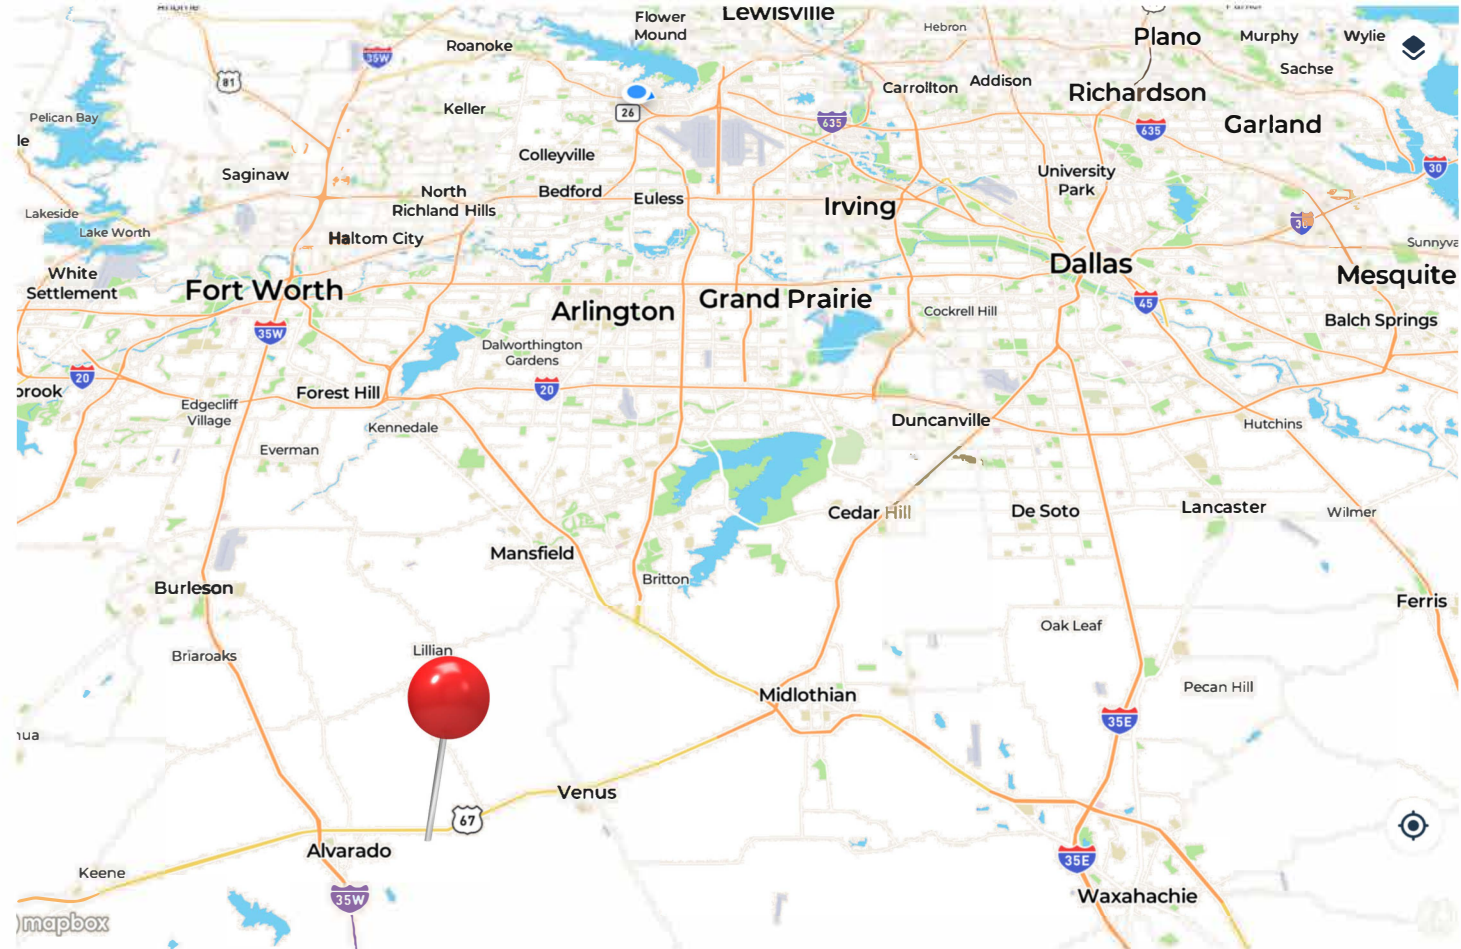 Lewisville
Flower
Mound
Hebron
Plano
Murphy
Wylie
Roanoke
35W
Sachse
81
Carrollton
Addison
Richardson
Keller
26
635
635
Garland
Pelican Bay
le
Colleyville
30
Saginaw
University
Park
North
Richland Hills
Bedford
Euless
Irving
Lakeside
Lake Worth
Haltom City
Sunnyva
White
Settlement
Fort Worth
Dallas
Mesquite
Arlington
Grand Prairie
45
Cockrell Hill
Balch Springs
35W
Dalworthington
Gardens
20
brook
Forest Hill
20
Edgecliff
Village
Kennedale
Duncanville
Hutchins
Everman
Cedar Hill
De Soto
Lancaster
Wilmer
Mansfield
Britton
Burleson
Ferris
Oak Leaf
Lillian
Briaroaks
Midlothian
Pecan Hill
35E
hua
Venus
67
Alvarado
35E
Keene
35W
Waxahachie
mapbox